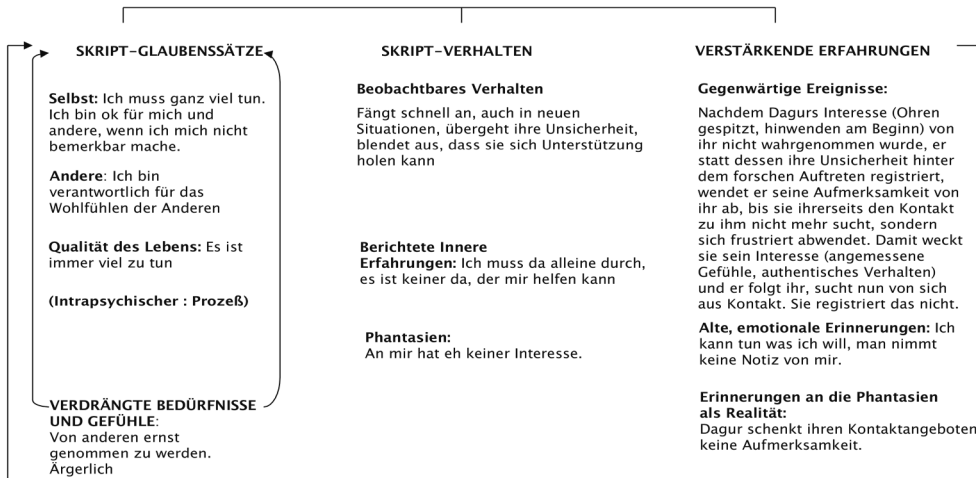 SKRIPT-GLAUBENSSÄTZE
Selbst: Ich muss ganz viel tun.
Ich bin ok für mich und
andere, wenn ich mich nicht
bemerkbar mache.
Andere: Ich bin
verantwortlich für das
Wohlfühlen der Anderen
Qualität des Lebens: Es ist
immer viel zu tun
(Intrapsychischer : Prozeß)
VERDRÄNGTE BEDÜRFNISSE
UND GEFÜHLE:
Von anderen ernst
genommen zu werden.
Ärgerlich
SKRIPT-VERHALTEN
Beobachtbares Verhalten
Fängt schnell an, auch in neuen
Situationen, übergeht ihre Unsicherheit,
blendet aus, dass sie sich Unterstützung
holen kann
Berichtete Innere
Erfahrungen: Ich muss da alleine durch,
es ist keiner da, der mir helfen kann
Phantasien:
An mir hat eh keiner Interesse.
VERSTÄRKENDE ERFAHRUNGEN
Gegenwärtige Ereignisse:
Nachdem Dagurs Interesse (Ohren
gespitzt, hinwenden am Beginn) von
ihr nicht wahrgenommen wurde, er
statt dessen ihre Unsicherheit hinter
dem forschen Auftreten registriert,
wendet er seine Aufmerksamkeit von
ihr ab, bis sie ihrerseits den Kontakt
zu ihm nicht mehr sucht, sondern
sich frustriert abwendet. Damit weckt
sie sein Interesse (angemessene
Gefühle, authentisches Verhalten)
und er folgt ihr, sucht nun von sich
aus Kontakt. Sie registriert das nicht.
Alte, emotionale Erinnerungen: Ich
kann tun was ich will, man nimmt
keine Notiz von mir.
Erinnerungen an die Phantasien
als Realität:
Dagur schenkt ihren Kontaktangeboten
keine Aufmerksamkeit.